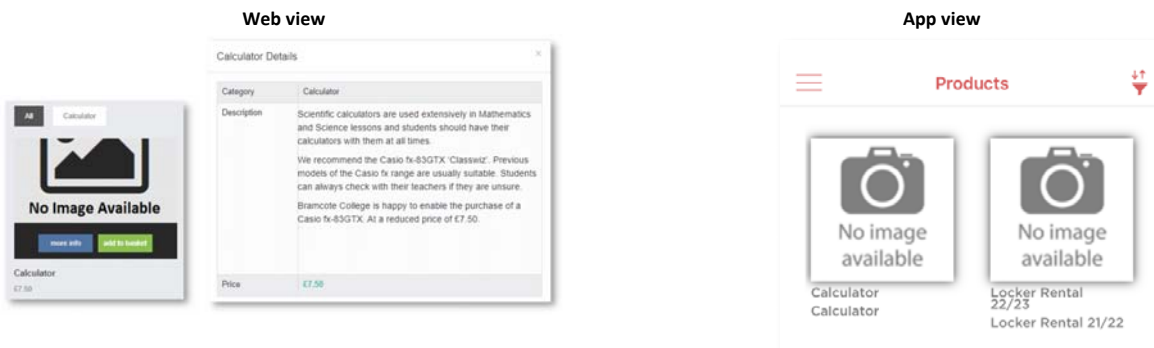 Web view
App view
All
Calculator
No Image Available
more info
add to basket
Calculator
£7.50
Calculator Details
×
Category
Calculator
Description
Scientific calculators are used extensively in Mathematics
and Science lessons and students should have their
calculators with them at all times.
We recommend the Casio fx-83GTX 'Classwiz'. Previous
models of the Casio fx range are usually suitable. Students
can always check with their teachers if they are unsure.
Bramcote College is happy to enable the purchase of a
Casio fx-83GTX. At a reduced price of £7.50.
Price
£7.50
Products
No image
available
Calculator
Calculator
No image
available
Locker Rental
22/23
Locker Rental 21/22